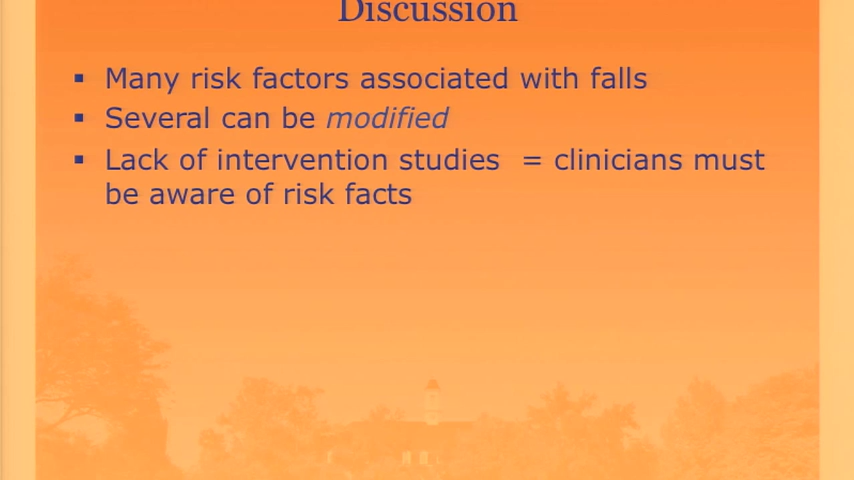 Discussion
▪ Many risk factors associated with falls
▪ Several can be modified
▪ Lack of intervention studies = clinicians must
be aware of risk facts